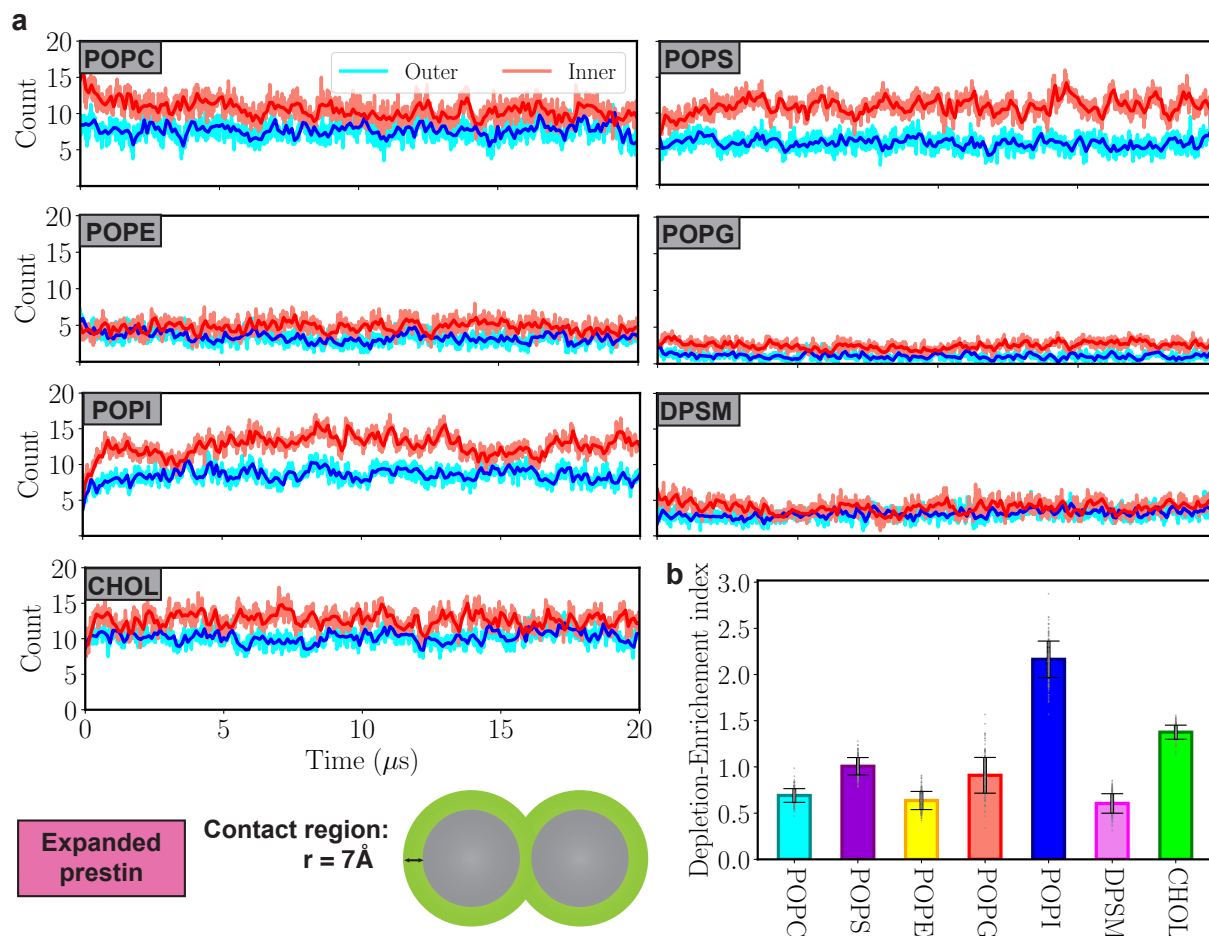 a
20
15
10
5
Count
POPC
Outer
Inner
POPS
20
15
10
5
Count
POPE
POPG
20
15
10
5
Count
POPI
DPSM
20
15
10
5
0
Count
CHOL
0
5
10
15
20
Time (μs)
b
3.0
2.5
2.0
1.5
1.0
0.5
0.0
Depletion-Enrichement index
POPC
POPS
POPE
POPG
POPI
DPSM
CHOL
Expanded
prestin
Contact region:
r = 7Å